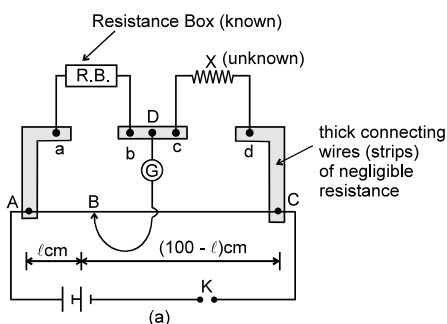 Resistance Box (known)
R.B.
X (unknown)
D
a
b
c
d
G
thick connecting
wires (strips)
of negligible
resistance
A
B
C
ℓcm
(100 - ℓ)cm
K
(a)